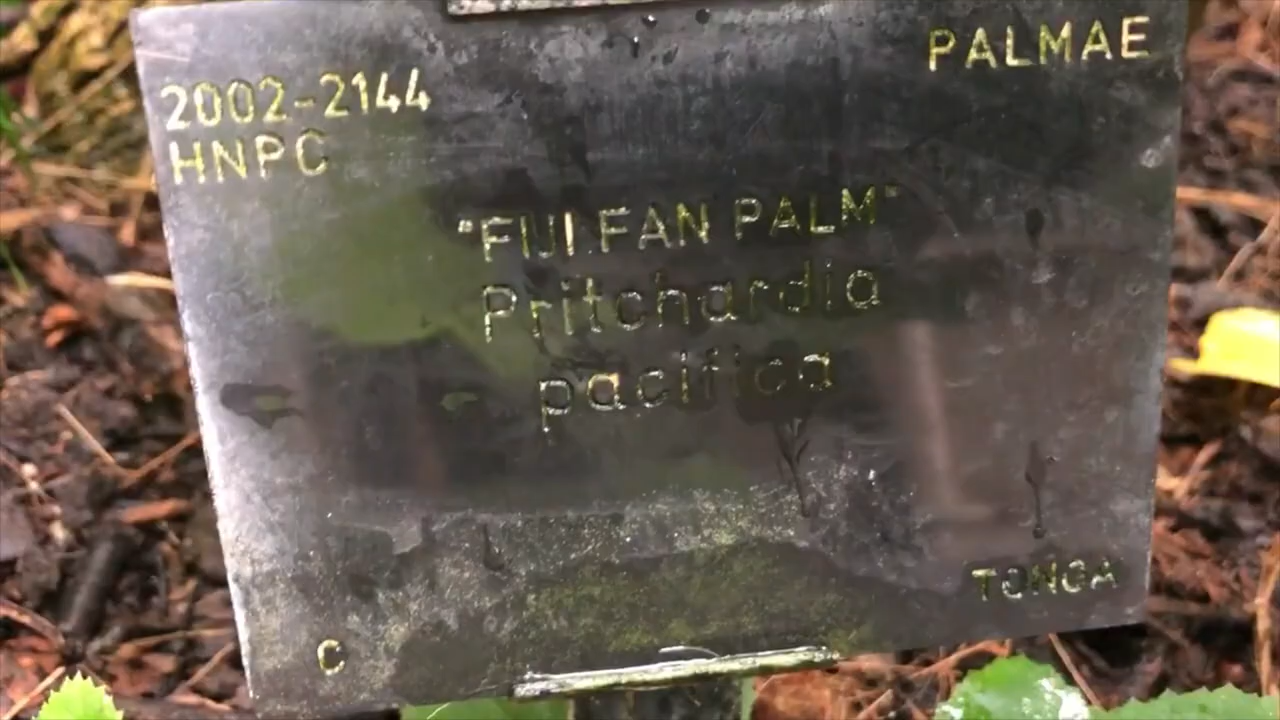 PALMAE
2002-2144
HNPC
"FIJI FAN PALM"
Pritchardia
pacifica
TONGA
C